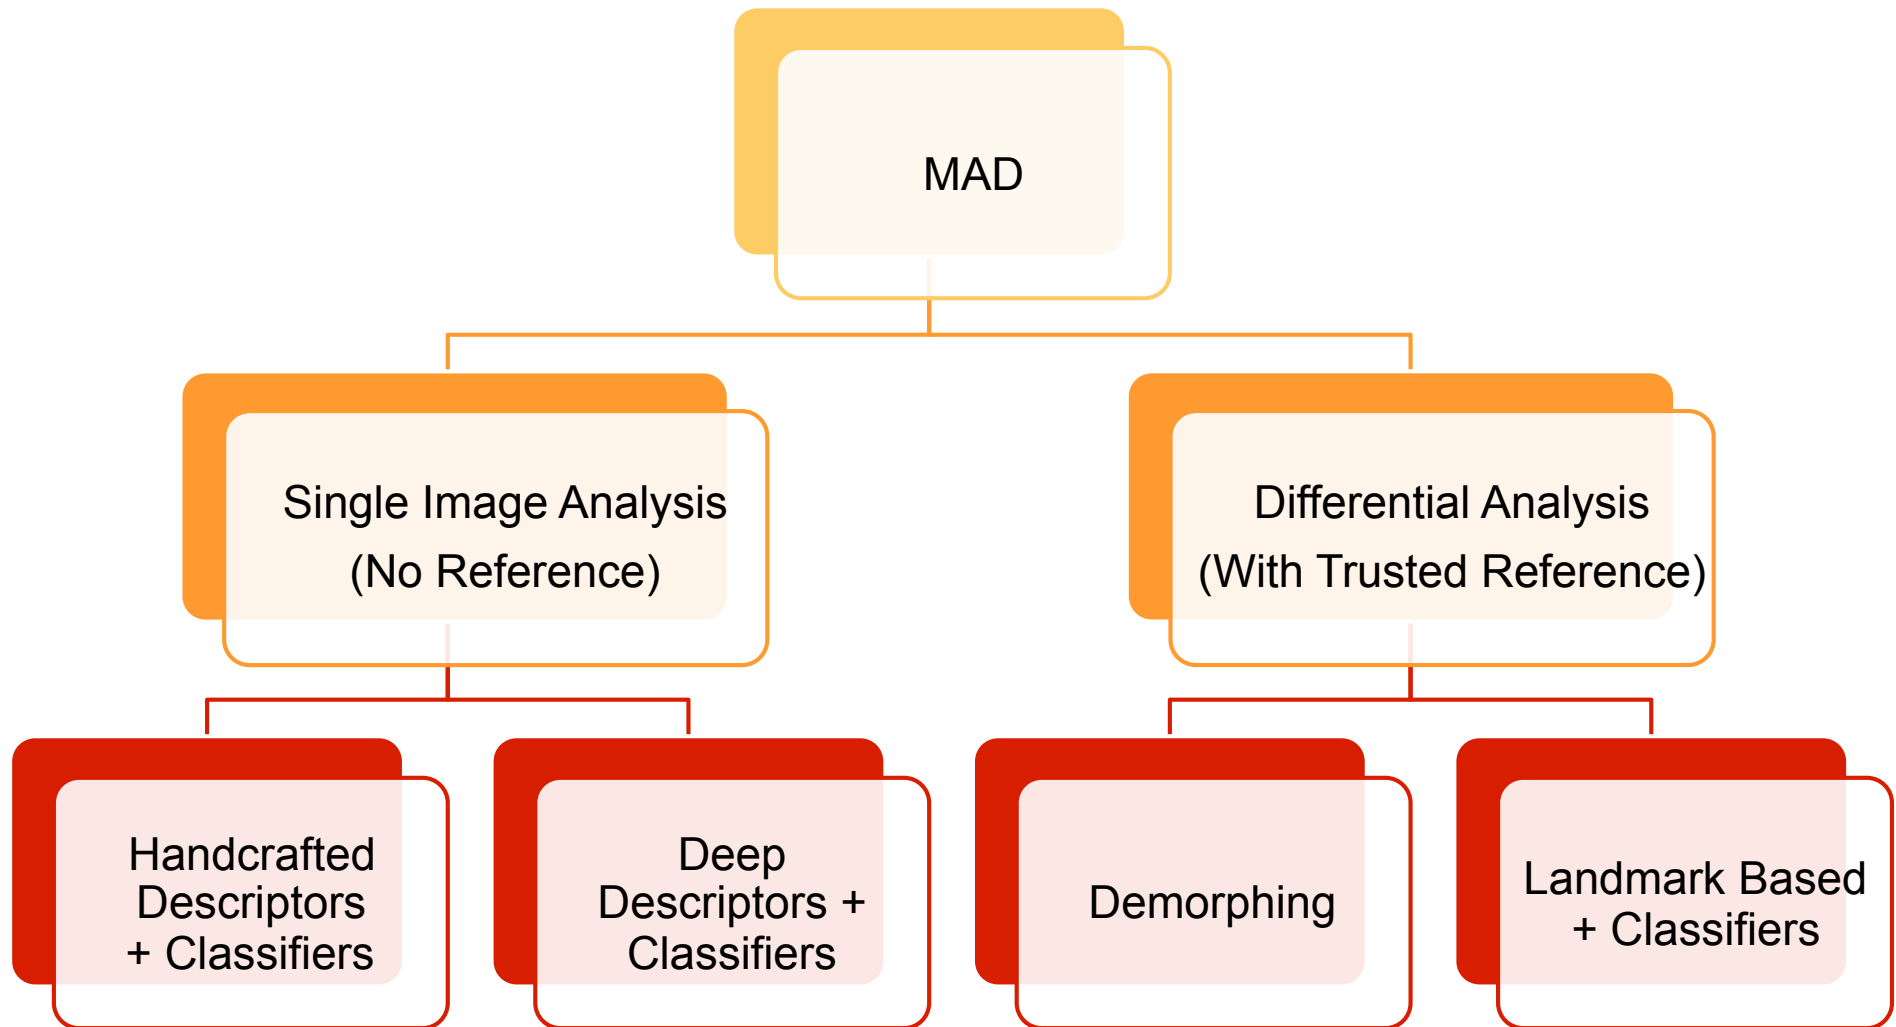 MAD
Single Image Analysis
(No Reference)
Differential Analysis
(With Trusted Reference)
Handcrafted
Descriptors
+ Classifiers
Deep
Descriptors +
Classifiers
Demorphing
Landmark Based
+ Classifiers